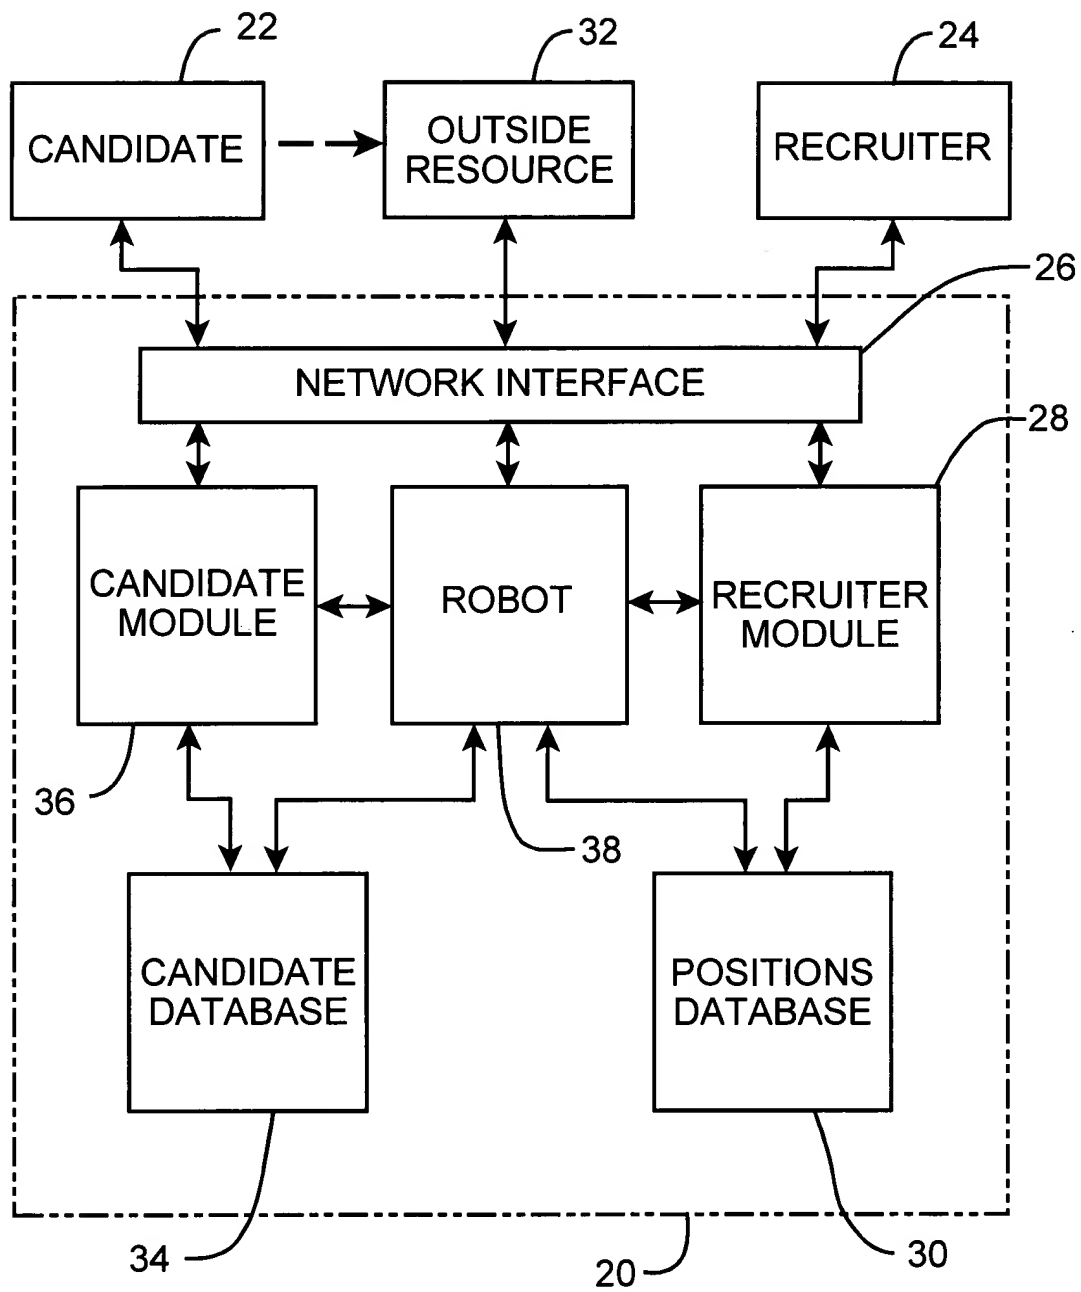 22
32
24
CANDIDATE
OUTSIDE
RESOURCE
RECRUITER
26
NETWORK INTERFACE
28
CANDIDATE
MODULE
ROBOT
RECRUITER
MODULE
36
38
CANDIDATE
DATABASE
POSITIONS
DATABASE
34
20
30